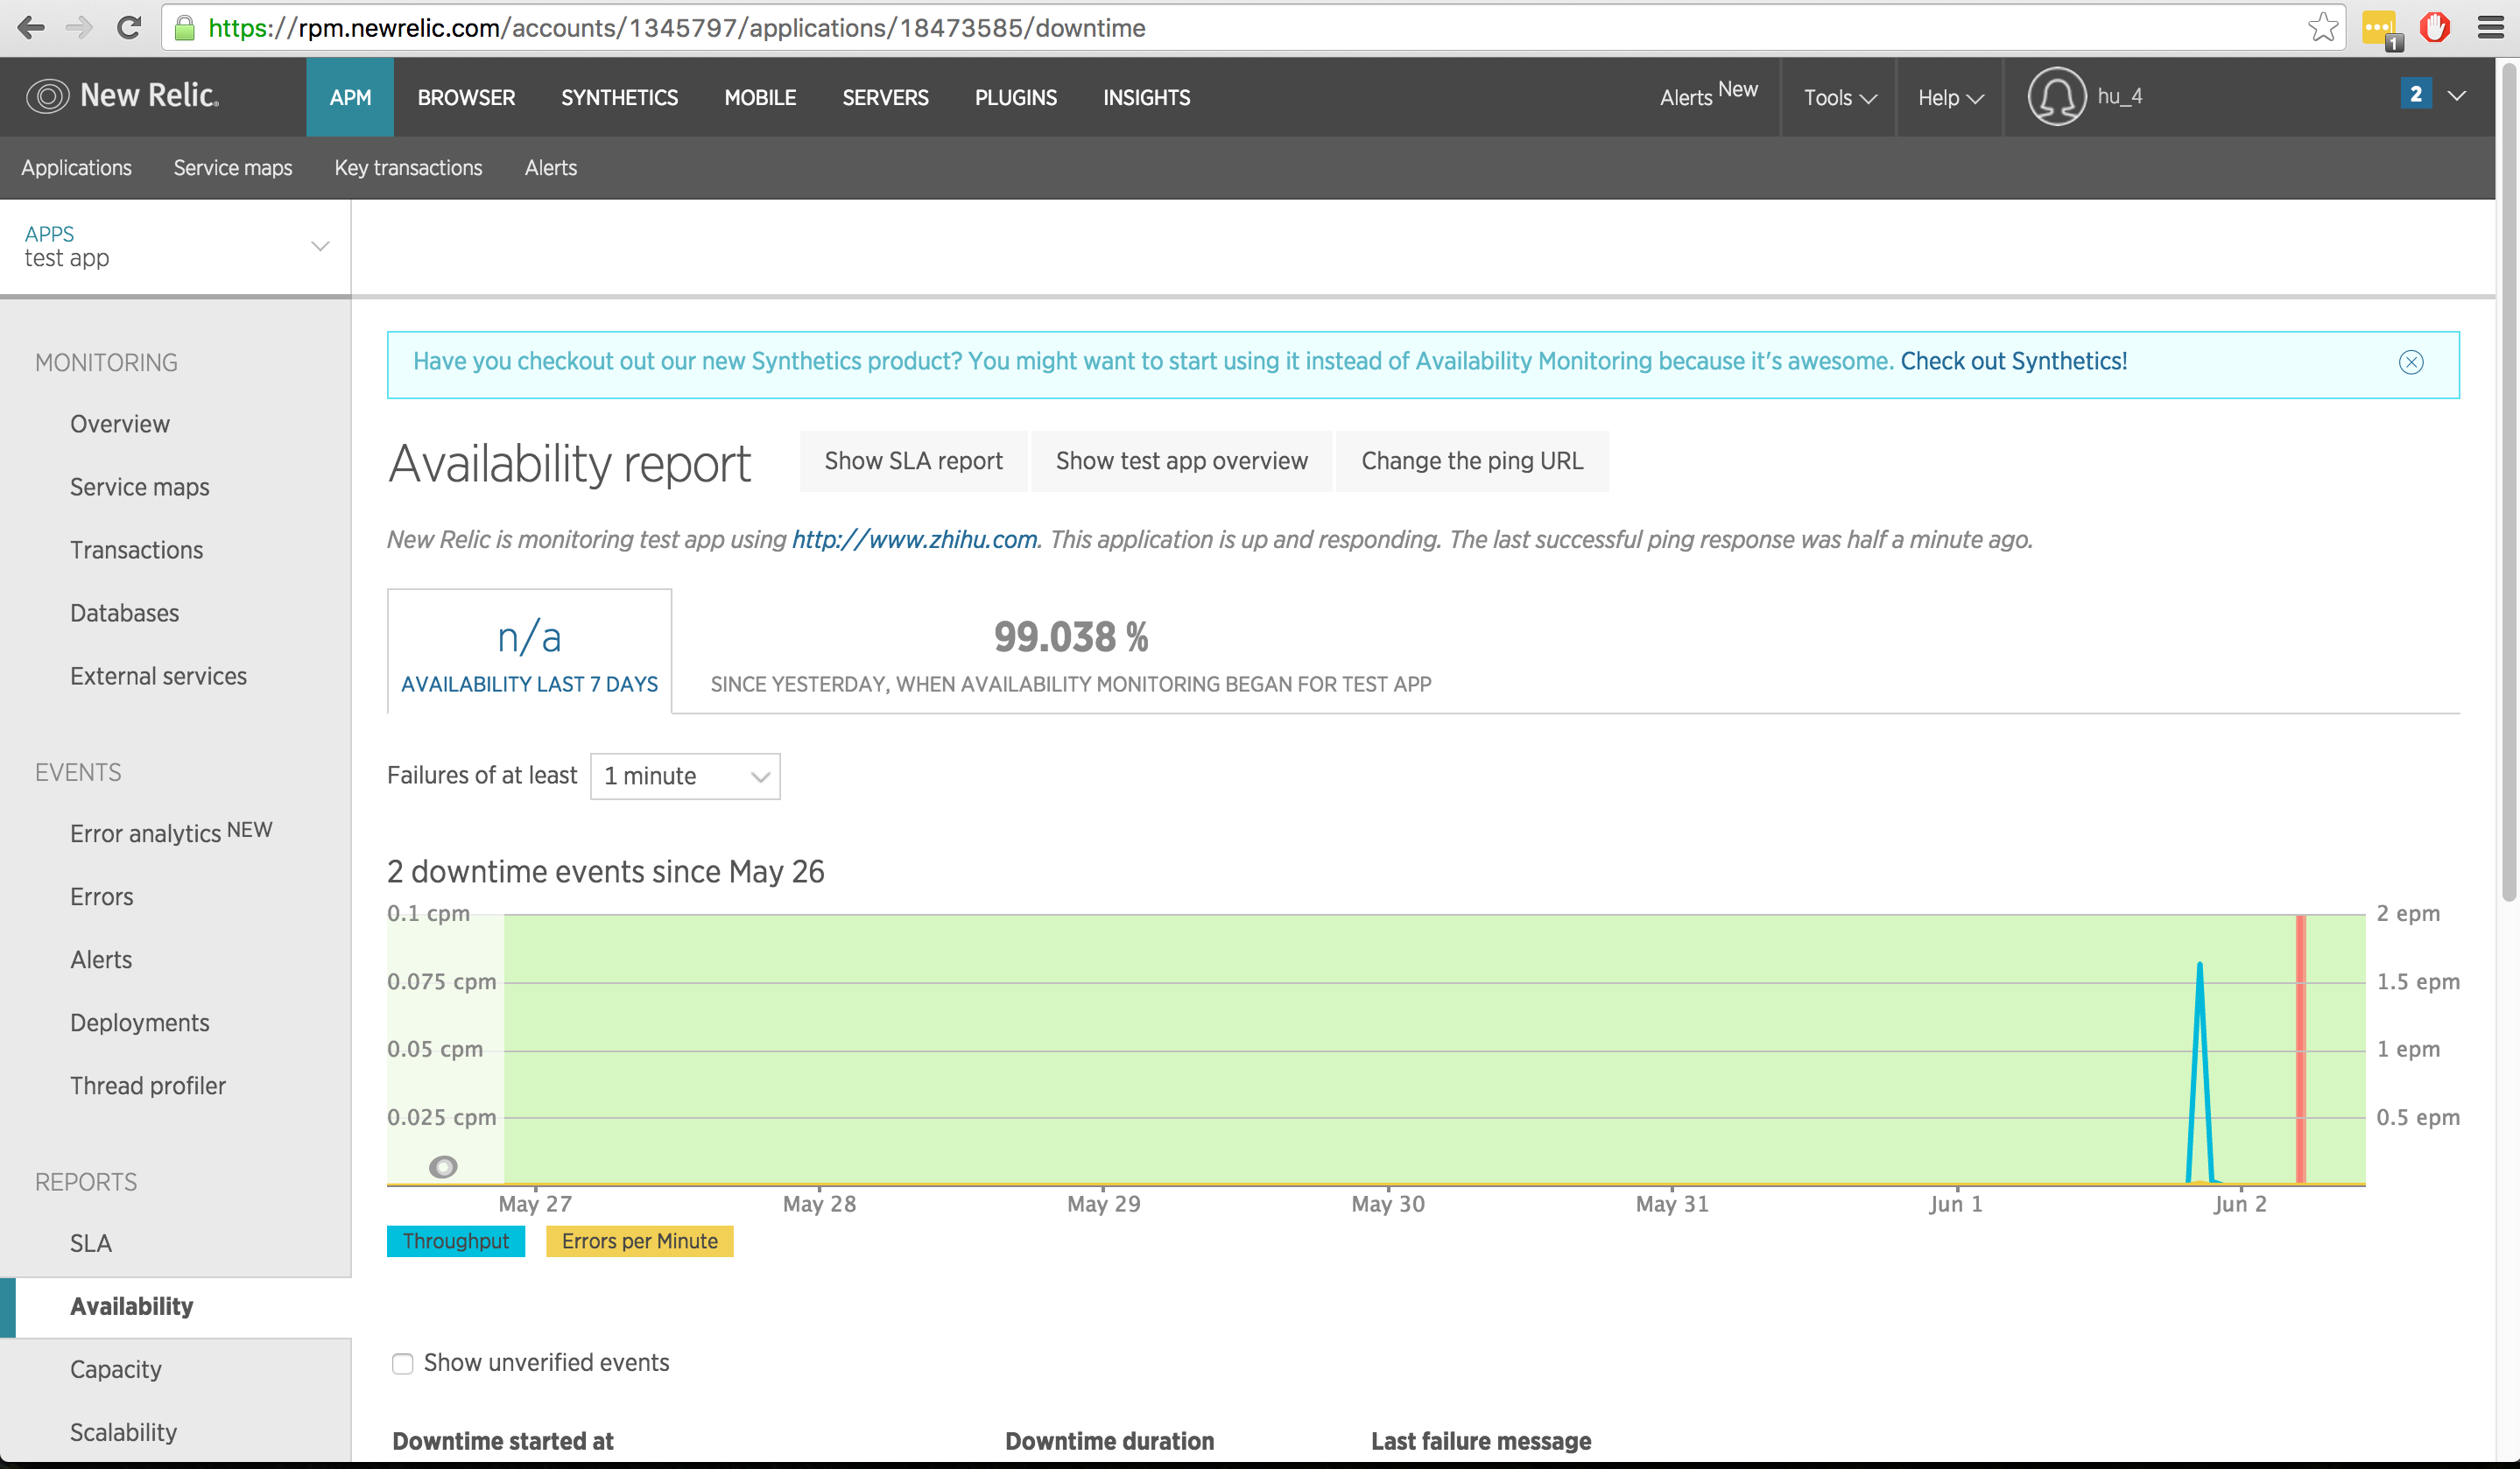 https://rpm.newrelic.com/accounts/1345797/applications/18473585/downtime
1
New Relic.
APM
BROWSER
SYNTHETICS
MOBILE
SERVERS
PLUGINS
INSIGHTS
Alerts New
Tools
Help
hu_4
2
Applications
Service maps
Key transactions
Alerts
APPS
test app
MONITORING
Overview
Service maps
Transactions
Databases
External services
EVENTS
Error analytics NEW
Errors
Alerts
Deployments
Thread profiler
REPORTS
SLA
Availability
Capacity
Scalability
Have you checkout out our new Synthetics product? You might want to start using it instead of Availability Monitoring because it's awesome. Check out Synthetics!
Availability report
Show SLA report
Show test app overview
Change the ping URL
New Relic is monitoring test app using http://www.zhihu.com. This application is up and responding. The last successful ping response was half a minute ago.
n/a
AVAILABILITY LAST 7 DAYS
99.038 %
SINCE YESTERDAY, WHEN AVAILABILITY MONITORING BEGAN FOR TEST APP
Failures of at least
1 minute
2 downtime events since May 26
0.1 cpm
0.075 cpm
0.05 cpm
0.025 cpm
2 epm
1.5 epm
1 epm
0.5 epm
May 27
May 28
May 29
May 30
May 31
Jun 1
Jun 2
Throughput
Errors per Minute
Show unverified events
Downtime started at
Downtime duration
Last failure message